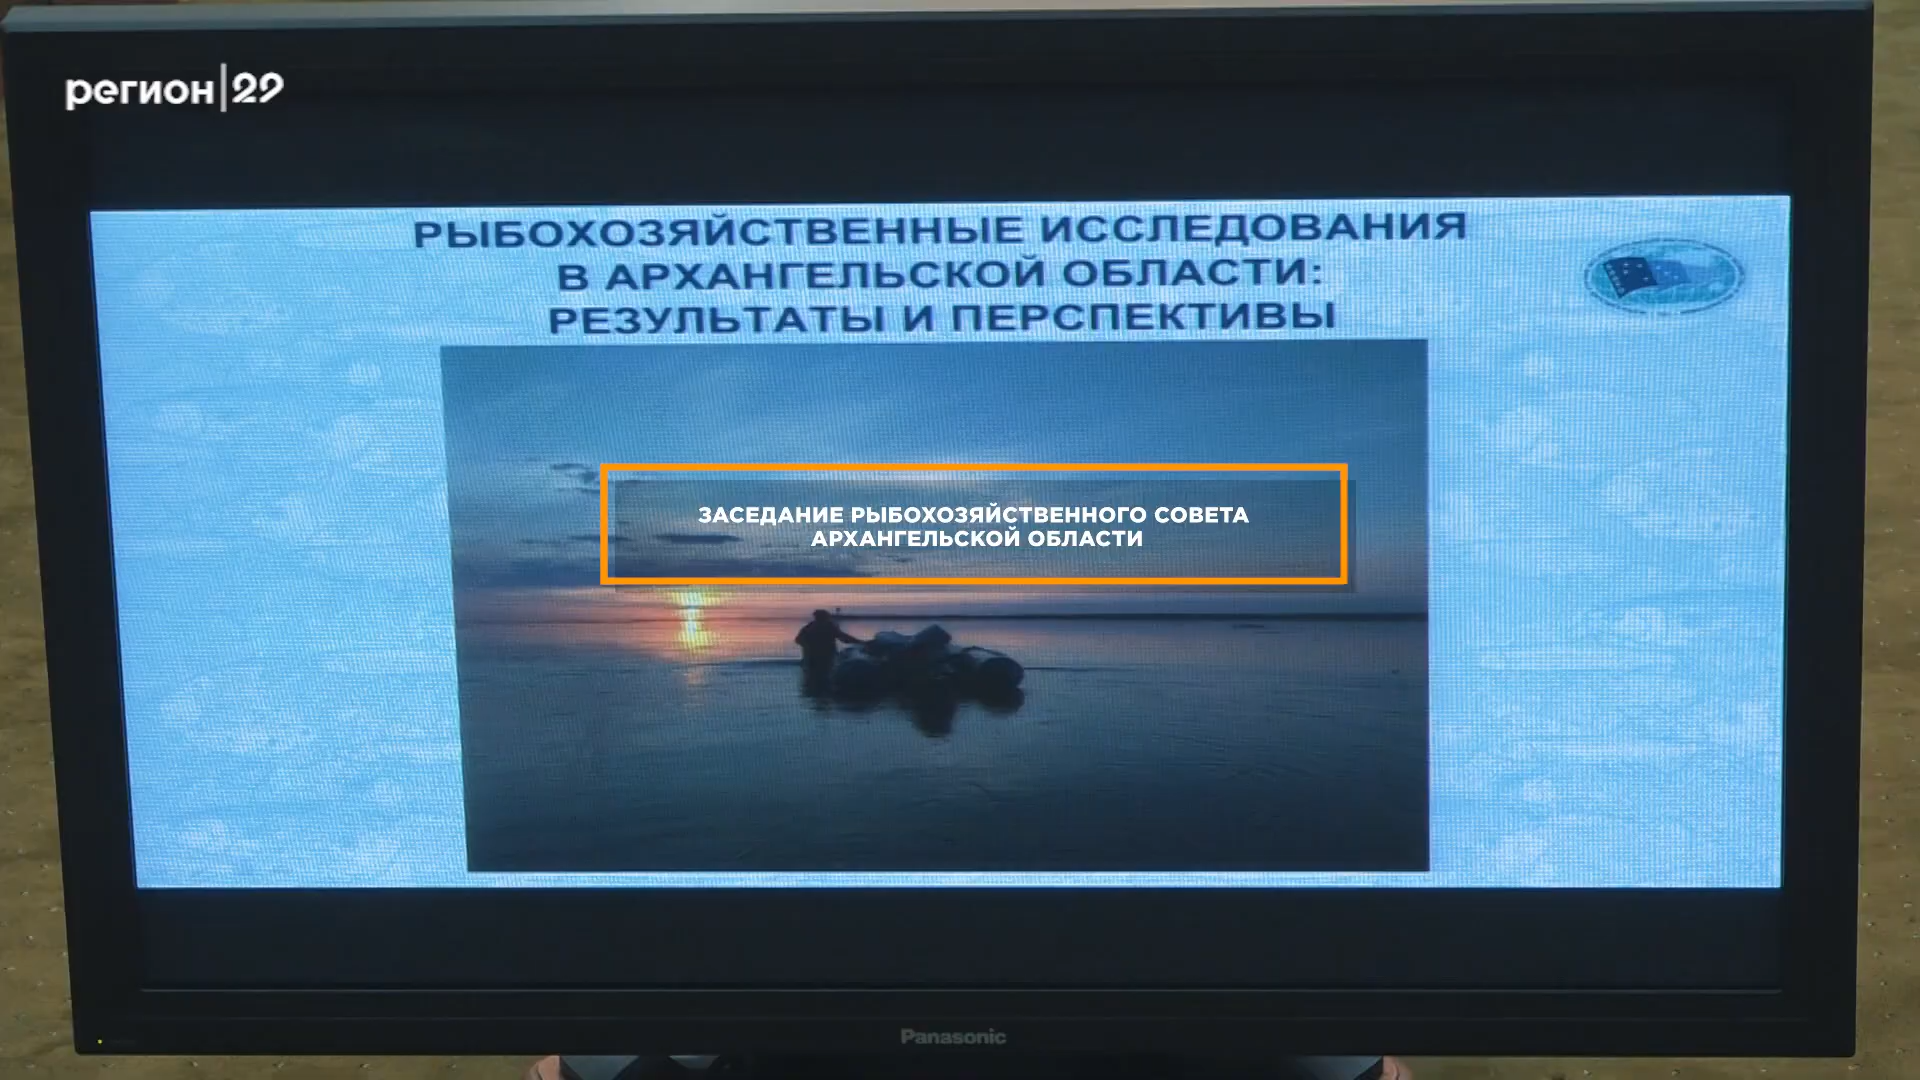 регион|29
РЫБОХОЗЯЙСТВЕННЫЕ ИССЛЕДОВАНИЯ
В АРХАНГЕЛЬСКОЙ ОБЛАСТИ:
РЕЗУЛЬТАТЫ И ПЕРСПЕКТИВЫ
ЗАСЕДАНИЕ РЫБОХОЗЯЙСТВЕННОГО СОВЕТА
АРХАНГЕЛЬСКОЙ ОБЛАСТИ
Panasonic